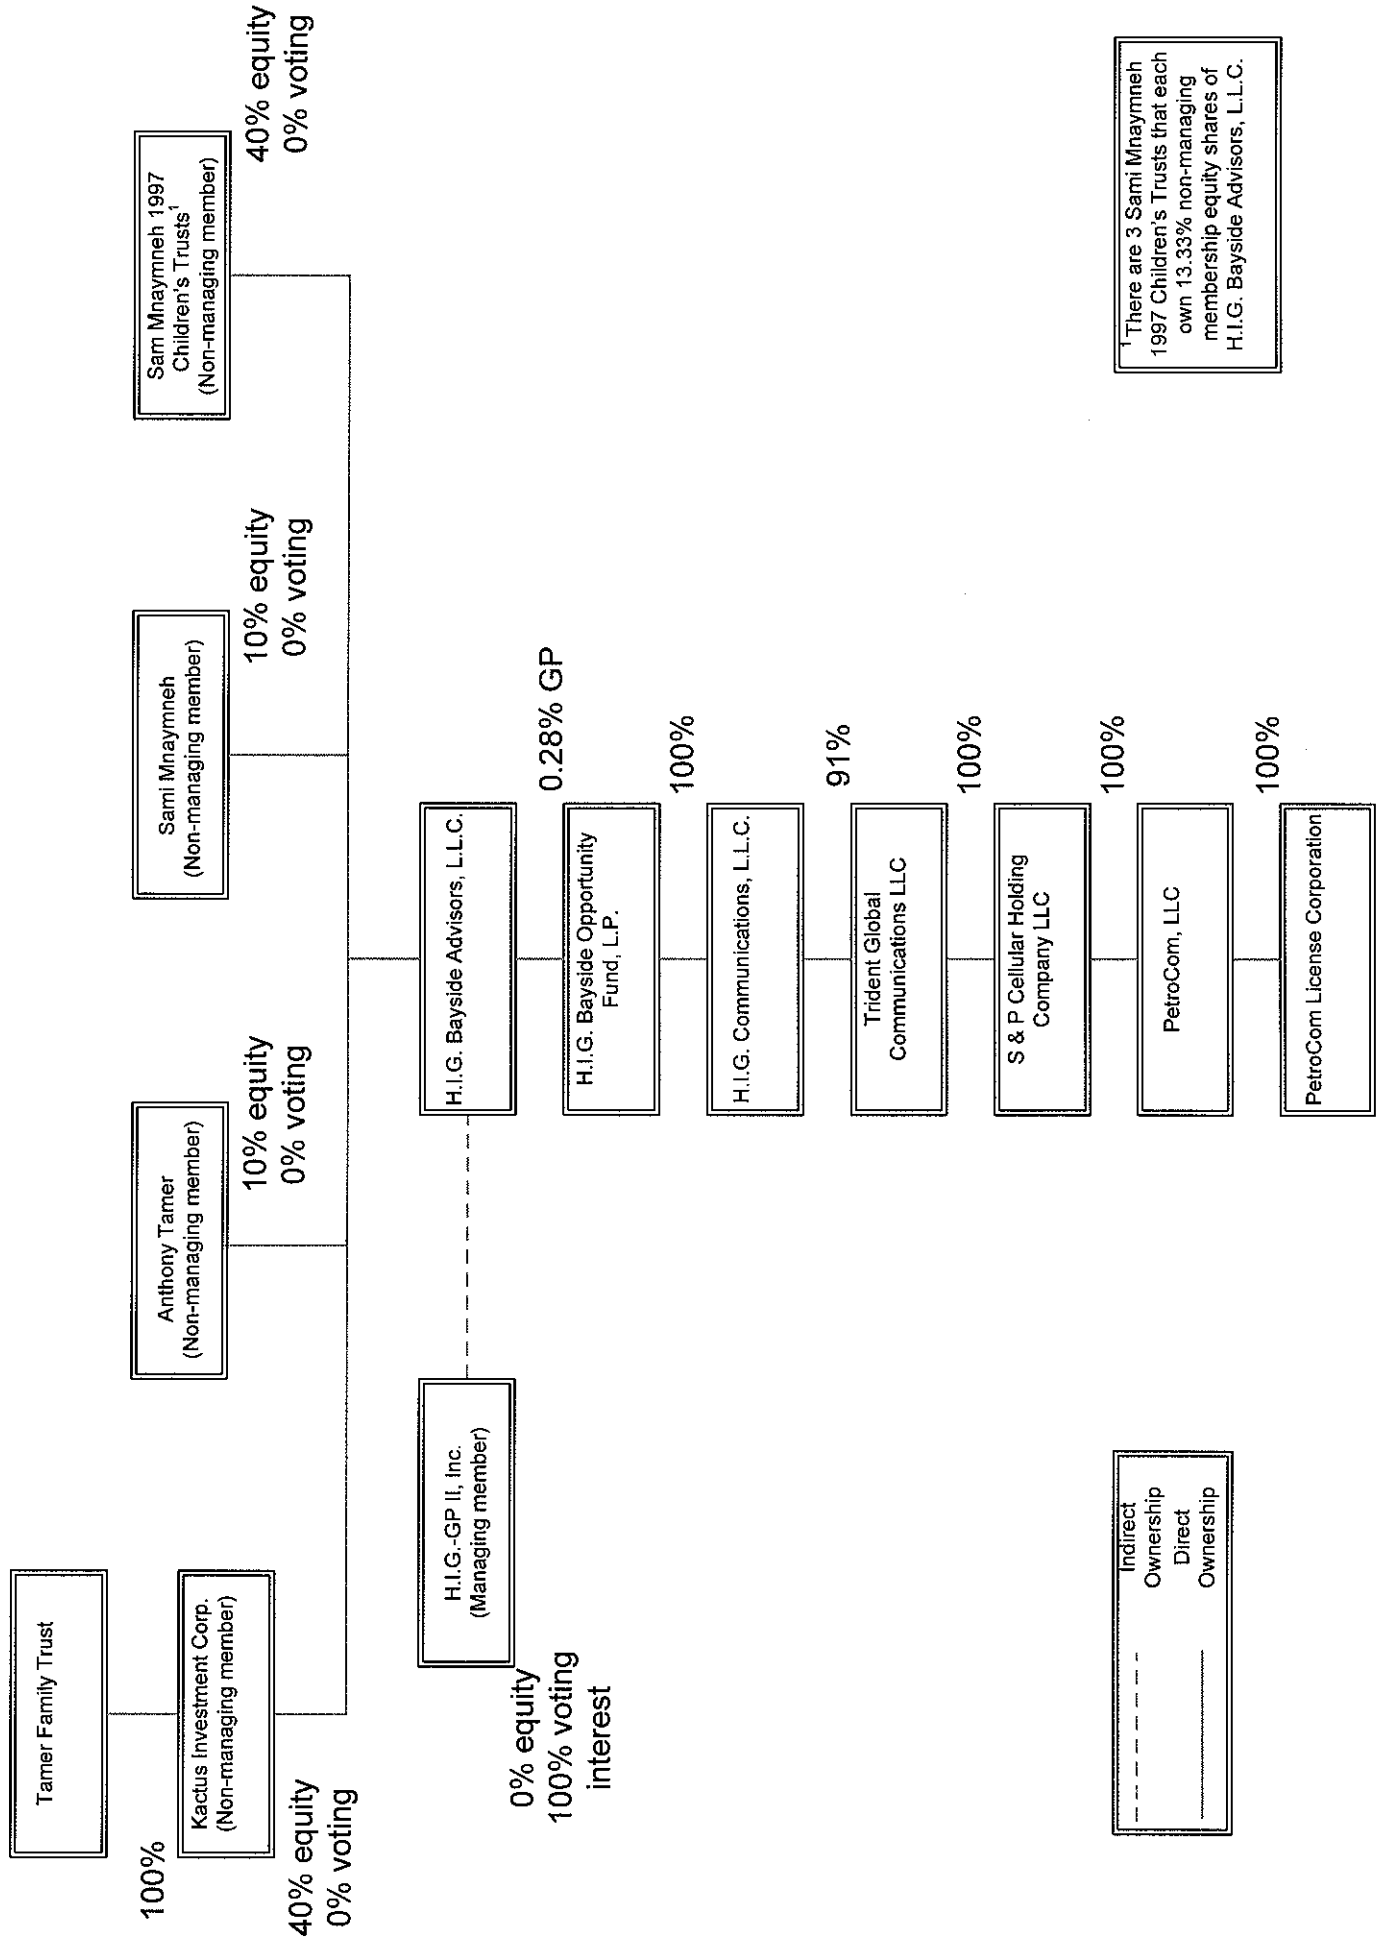 Tamer Family Trust
100%
Kactus Investment Corp.
(Non-managing member)
40% equity
0% voting
Anthony Tamer
(Non-managing member)
10% equity
0% voting
Sami Mnaymneh
(Non-managing member)
10% equity
0% voting
Sam Mnaymneh 1997
Children's Trusts¹
(Non-managing member)
40% equity
0% voting
H.I.G.-GP II, Inc.
(Managing member)
0% equity
100% voting
interest
H.I.G. Bayside Advisors, L.L.C.
0.28% GP
H.I.G. Bayside Opportunity
Fund, L.P.
100%
H.I.G. Communications, L.L.C.
91%
Trident Global
Communications LLC
100%
S & P Cellular Holding
Company LLC
100%
PetroCom, LLC
100%
PetroCom License Corporation
Indirect
Ownership
Direct
Ownership
¹ There are 3 Sami Mnaymneh
1997 Children's Trusts that each
own 13.33% non-managing
membership equity shares of
H.I.G. Bayside Advisors, L.L.C.